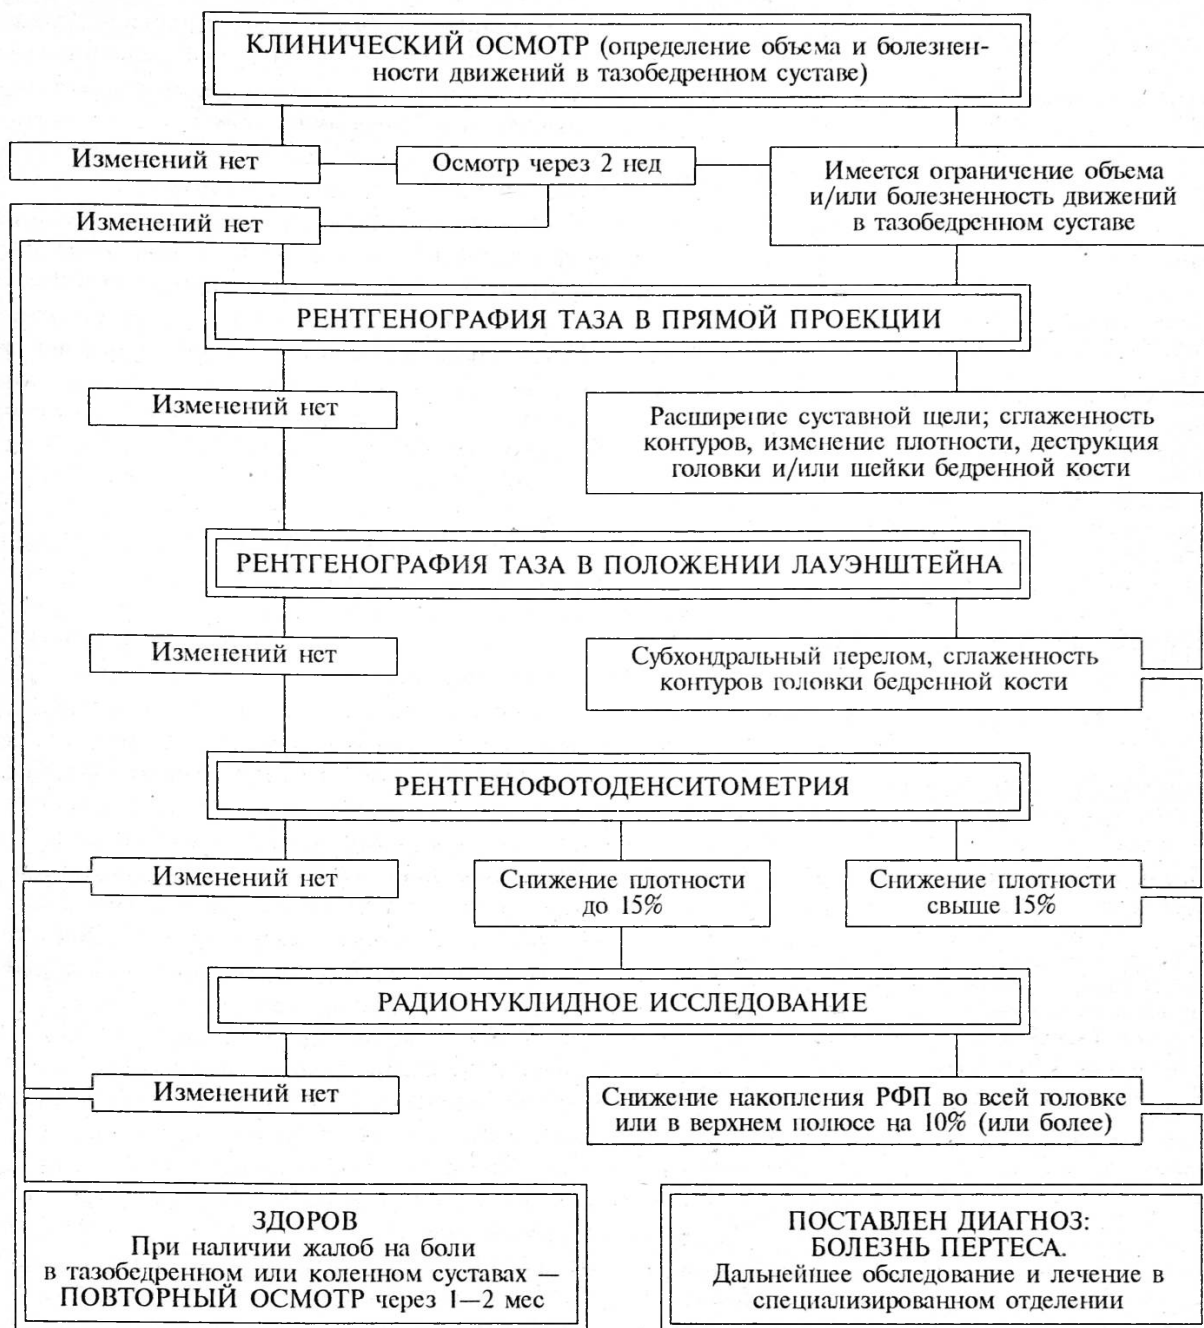 КЛИНИЧЕСКИЙ ОСМОТР (определение объема и болезнен-
ности движений в тазобедренном суставе)
Изменений нет
Осмотр через 2 нед
Имеется ограничение объема
и/или болезненность движений
в тазобедренном суставе
Изменений нет
РЕНТГЕНОГРАФИЯ ТАЗА В ПРЯМОЙ ПРОЕКЦИИ
Изменений нет
Расширение суставной щели; сглаженность
контуров, изменение плотности, деструкция
головки и/или шейки бедренной кости
РЕНТГЕНОГРАФИЯ ТАЗА В ПОЛОЖЕНИИ ЛАУЭНШТЕЙНА
Изменений нет
Субхондральный перелом, сглаженность
контуров головки бедренной кости
РЕНТГЕНОФОТОДЕНСИТОМЕТРИЯ
Изменений нет
Снижение плотности
до 15%
Снижение плотности
свыше 15%
РАДИОНУКЛИДНОЕ ИССЛЕДОВАНИЕ
Изменений нет
Снижение накопления РФП во всей головке
или в верхнем полюсе на 10% (или более)
ЗДОРОВ
При наличии жалоб на боли
в тазобедренном или коленном суставах —
ПОВТОРНЫЙ ОСМОТР через 1—2 мес
ПОСТАВЛЕН ДИАГНОЗ:
БОЛЕЗНЬ ПЕРТЕСА.
Дальнейшее обследование и лечение в
специализированном отделении